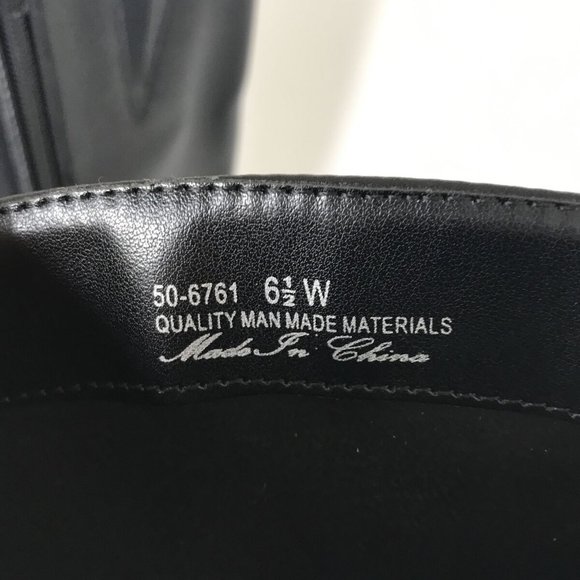 50-6761 6½ W
QUALITY MAN MADE MATERIALS
Made In China